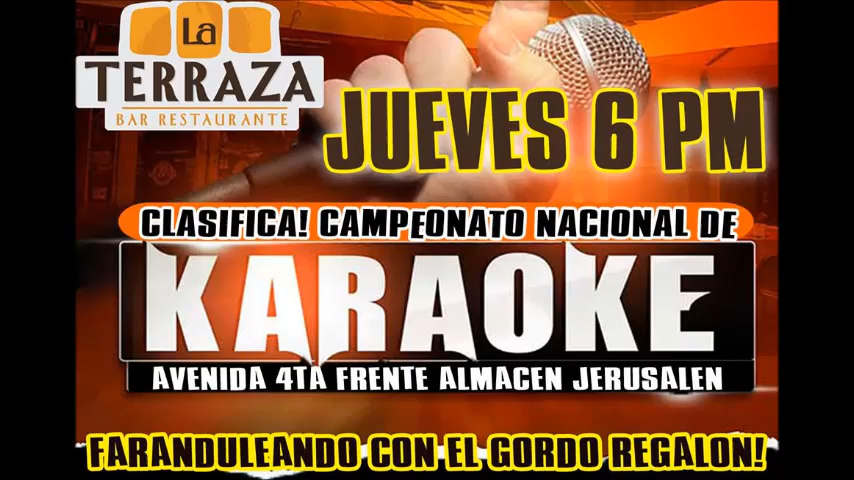 La
TERRAZA
BAR RESTAURANTE
JUEVES 6 PM
CLASIFICA! CAMPEONATO NACIONAL DE
KARAOKE
AVENIDA 4TA FRENTE ALMACEN JERUSALEN
FARANDULEANDO CON EL GORDO REGALON!